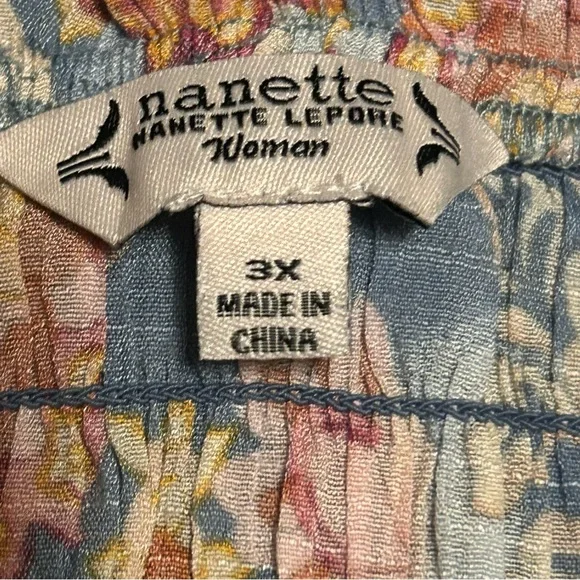 nanette
NANETTE LEPORE
Woman
3X
MADE IN
CHINA